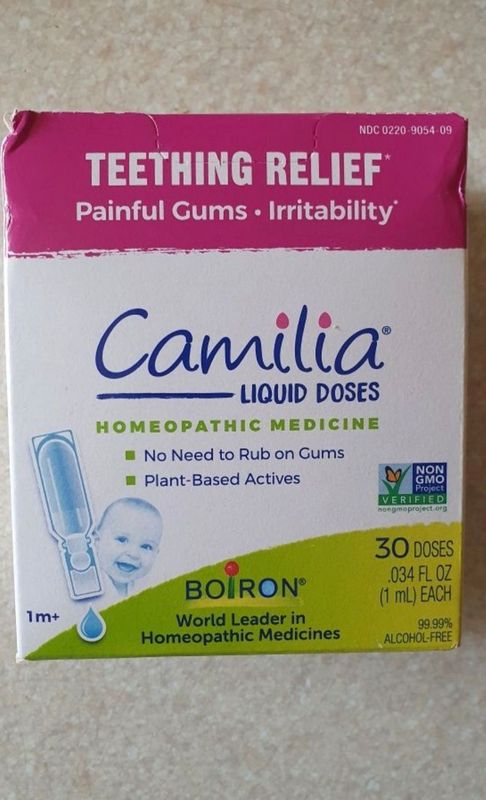 NDC 0220-9054-09
TEETHING RELIEF*
Painful Gums • Irritability*
Camilia®
LIQUID DOSES
HOMEOPATHIC MEDICINE
■ No Need to Rub on Gums
■ Plant-Based Actives
NON
GMO
Project
VERIFIED
nongmoproject.org
30 DOSES
.034 FL OZ
(1 mL) EACH
BOIRON®
1m+
World Leader in
Homeopathic Medicines
99.99%
ALCOHOL-FREE